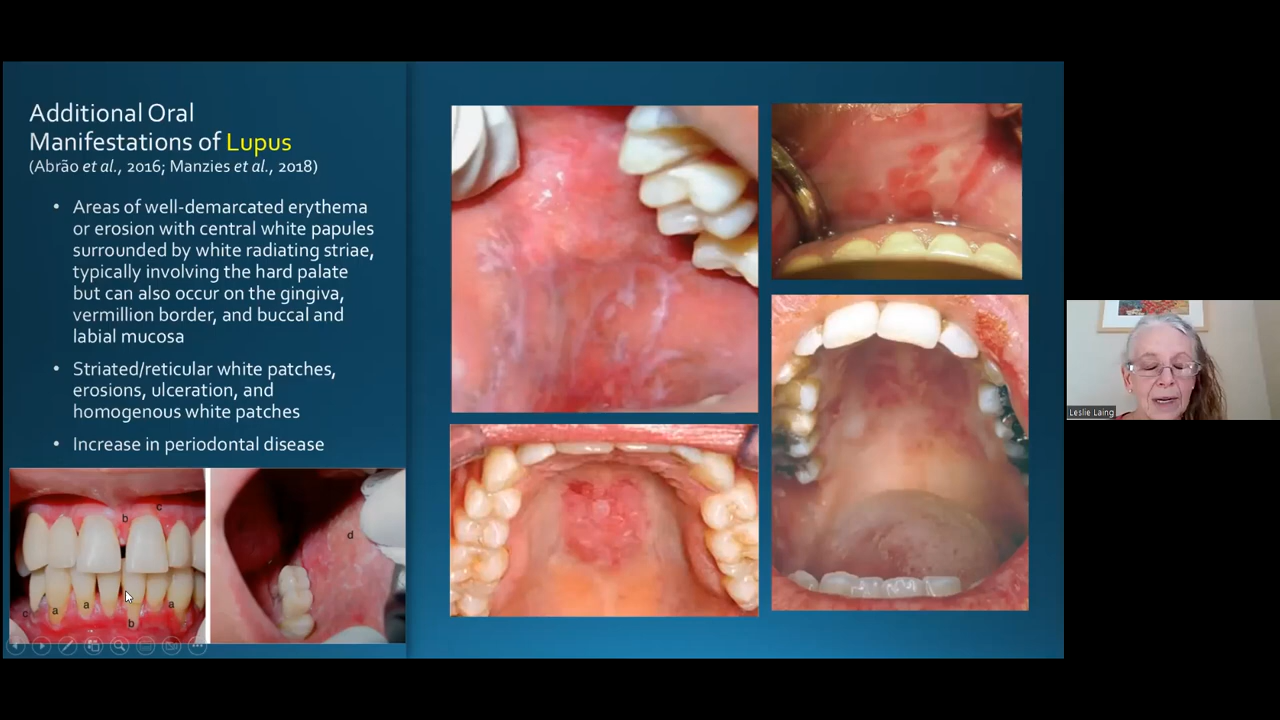 Additional Oral
Manifestations of Lupus
(Abrão et al., 2016; Manzies et al., 2018)
• Areas of well-demarcated erythema
or erosion with central white papules
surrounded by white radiating striae,
typically involving the hard palate
but can also occur on the gingiva,
vermillion border, and buccal and
labial mucosa
• Striated/reticular white patches,
erosions, ulceration, and
homogenous white patches
• Increase in periodontal disease
b c
c a a b a
d
Leslie Laing